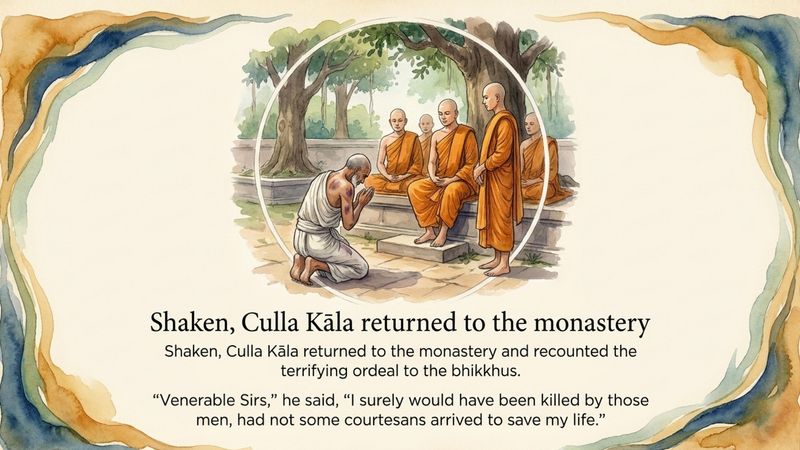 Shaken, Culla Kāla returned to the monastery
Shaken, Culla Kāla returned to the monastery and recounted the
terrifying ordeal to the bhikkhus.
“Venerable Sirs,” he said, “I surely would have been killed by those
men, had not some courtesans arrived to save my life.”